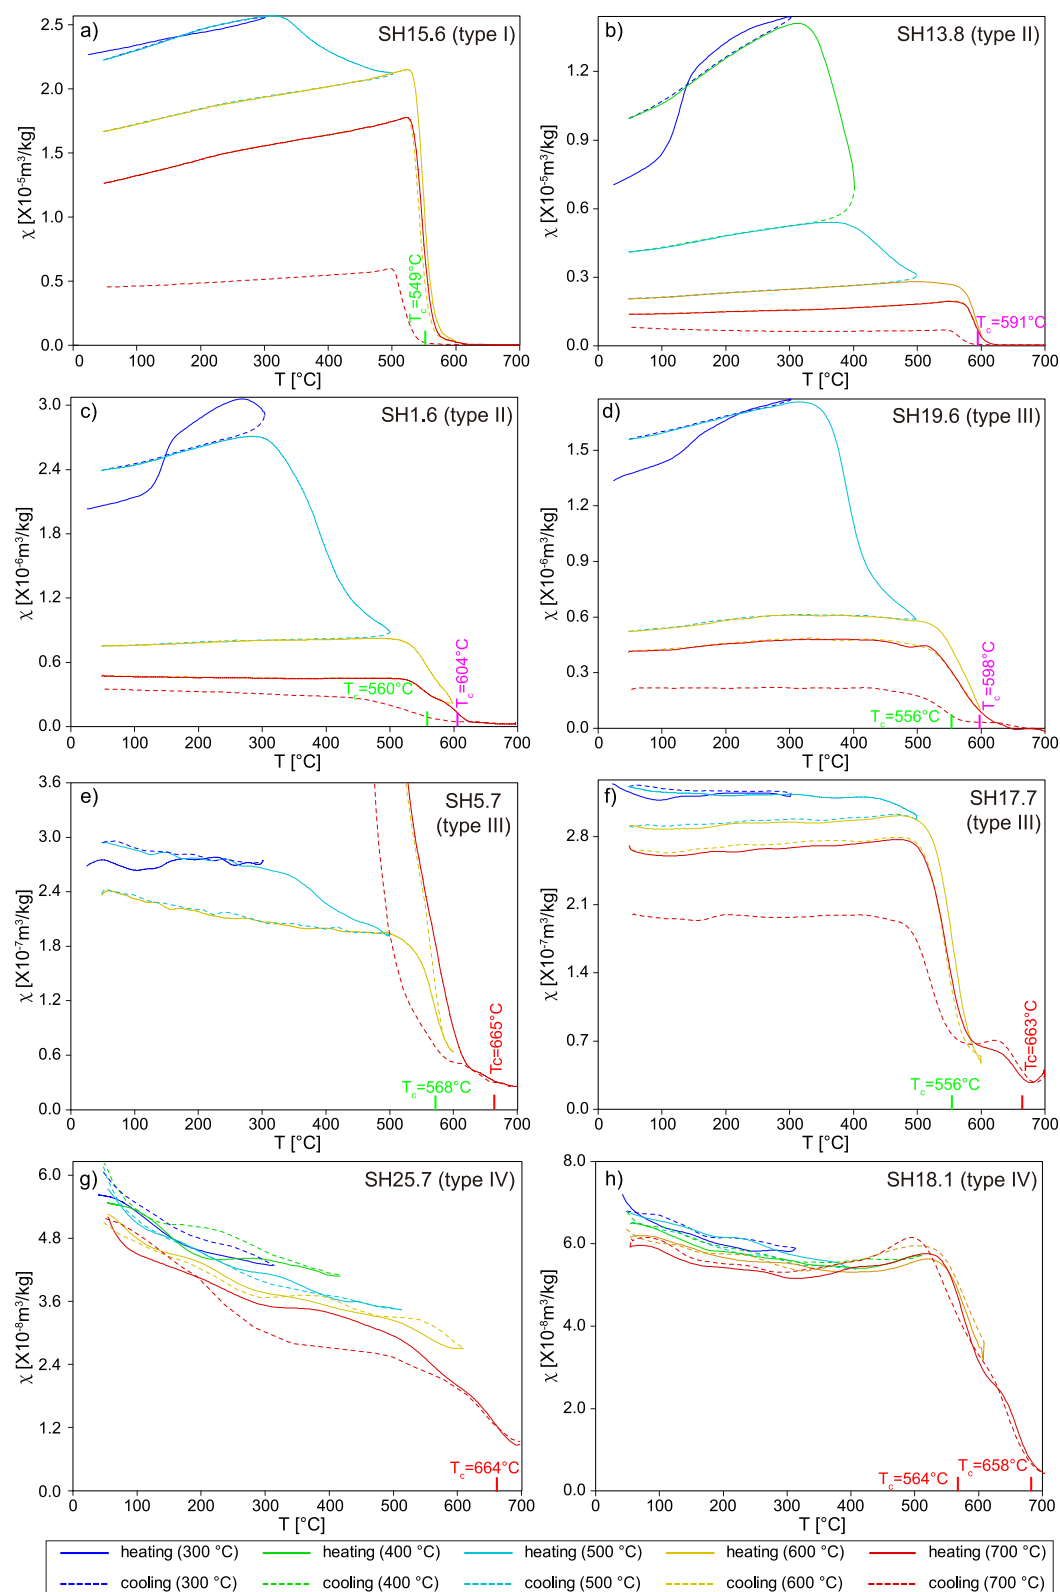 a)
SH15.6 (type I)
χ [X10-5m3/kg]
2.5
2.0
1.5
1.0
0.5
0.0
Tc=549°C
0 100 200 300 400 500 600 700
T [°C]
b)
SH13.8 (type II)
χ [X10-5m3/kg]
1.2
0.9
0.6
0.3
0.0
Tc=591°C
0 100 200 300 400 500 600 700
T [°C]
c)
SH1.6 (type II)
χ [X10-6m3/kg]
3.0
2.4
1.8
1.2
0.6
0.0
Tc=560°C
Tc=604°C
0 100 200 300 400 500 600 700
T [°C]
d)
SH19.6 (type III)
χ [X10-6m3/kg]
1.5
1.2
0.9
0.6
0.3
0.0
Tc=556°C
Tc=598°C
0 100 200 300 400 500 600 700
T [°C]
e)
SH5.7
(type III)
χ [X10-7m3/kg]
3.6
3.0
2.4
1.8
1.2
0.6
0.0
Tc=568°C
Tc=665°C
0 100 200 300 400 500 600 700
T [°C]
f)
SH17.7
(type III)
χ [X10-7m3/kg]
2.8
2.1
1.4
0.7
0.0
Tc=556°C
Tc=663°C
0 100 200 300 400 500 600 700
T [°C]
g)
SH25.7 (type IV)
χ [X10-8m3/kg]
6.0
4.8
3.6
2.4
1.2
0.0
Tc=664°C
0 100 200 300 400 500 600 700
T [°C]
h)
SH18.1 (type IV)
χ [X10-8m3/kg]
8.0
6.0
4.0
2.0
0.0
Tc=564°C
Tc=658°C
0 100 200 300 400 500 600 700
T [°C]
heating (300 °C) heating (400 °C) heating (500 °C) heating (600 °C) heating (700 °C)
cooling (300 °C) cooling (400 °C) cooling (500 °C) cooling (600 °C) cooling (700 °C)